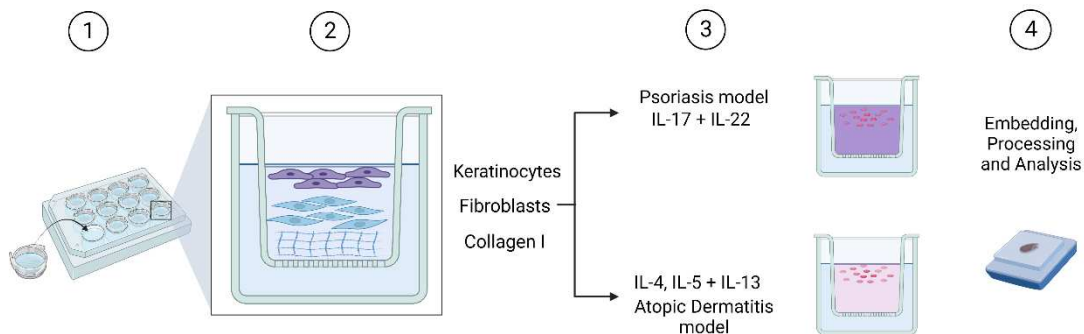 1
2
3
4
Keratinocytes
Fibroblasts
Collagen I
Psoriasis model
IL-17 + IL-22
IL-4, IL-5 + IL-13
Atopic Dermatitis
model
Embedding,
Processing
and Analysis